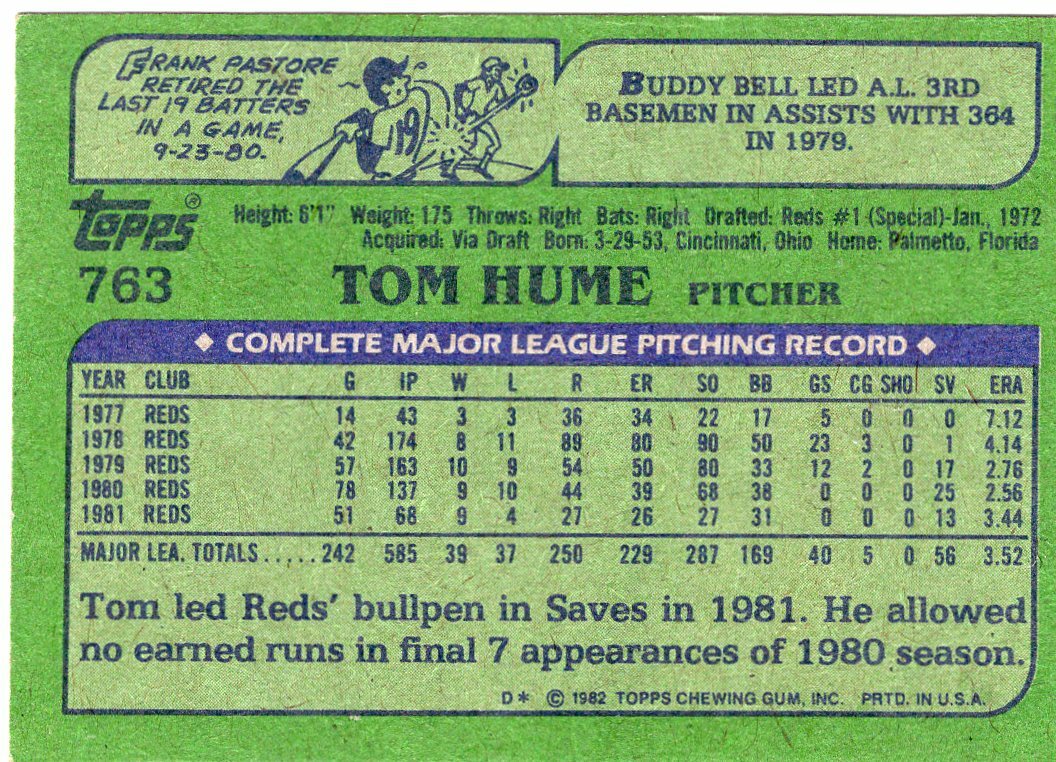 FRANK PASTORE
RETIRED THE
LAST 19 BATTERS
IN A GAME,
9-23-80.
19
BUDDY BELL LED A.L. 3RD
BASEMEN IN ASSISTS WITH 364
IN 1979.
TOPPS®
Height: 6'1" Weight: 175 Throws: Right Bats: Right Drafted: Reds #1 (Special)-Jan., 1972
Acquired: Via Draft Born: 3-29-53, Cincinnati, Ohio Home: Palmetto, Florida
763 TOM HUME PITCHER
◆ COMPLETE MAJOR LEAGUE PITCHING RECORD ◆
YEAR CLUB G IP W L R ER SO BB GS CG SHO SV ERA
1977 REDS 14 43 3 3 36 34 22 17 5 0 0 0 7.12
1978 REDS 42 174 8 11 89 80 90 50 23 3 0 1 4.14
1979 REDS 57 163 10 9 54 50 80 33 12 2 0 17 2.76
1980 REDS 78 137 9 10 44 39 68 38 0 0 0 25 2.56
1981 REDS 51 68 9 4 27 26 27 31 0 0 0 13 3.44
MAJOR LEA. TOTALS..... 242 585 39 37 250 229 287 169 40 5 0 56 3.52
Tom led Reds' bullpen in Saves in 1981. He allowed
no earned runs in final 7 appearances of 1980 season.
D* © 1982 TOPPS CHEWING GUM, INC. PRTD. IN U.S.A.